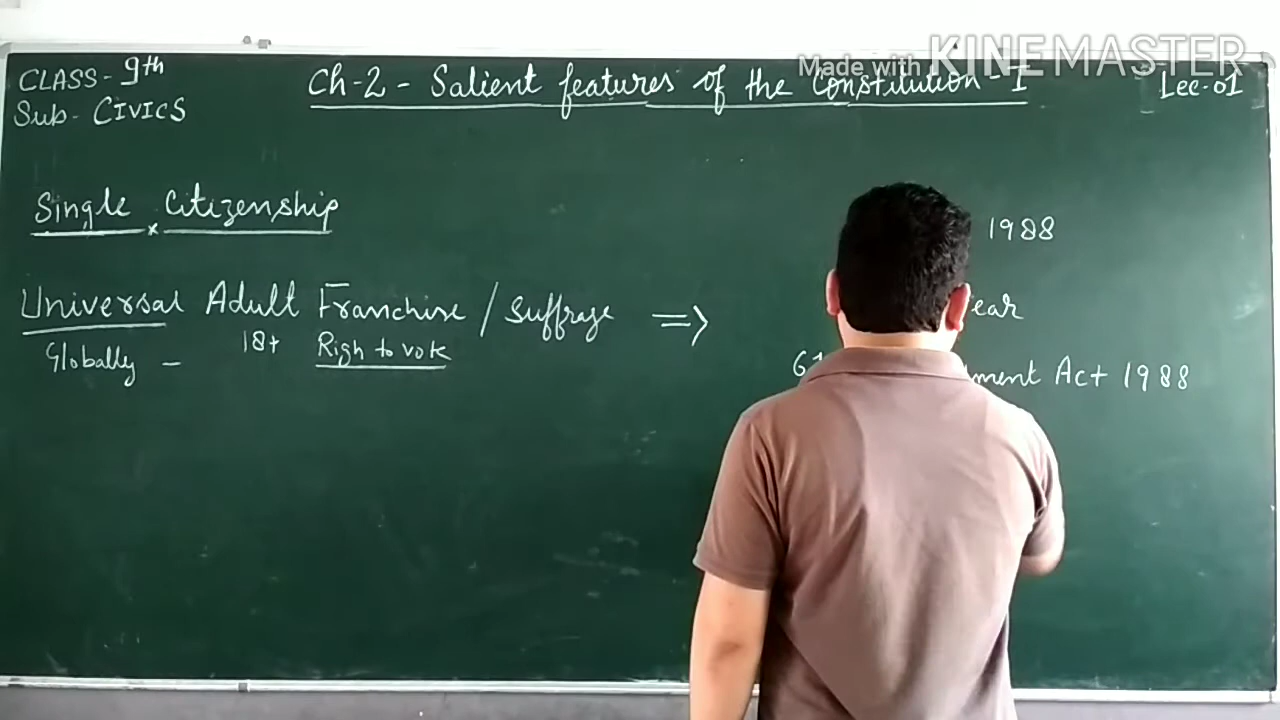 Made with KINEMASTER
CLASS- 9th
Sub- CIVICS
Ch-2 - Salient features of the Constitution - I
Lec-01
Single Citizenship
1988
Universal Adult Franchise / Suffrage =>
ear
Globally -
18+
Righ to vote
6
ment Act 1988